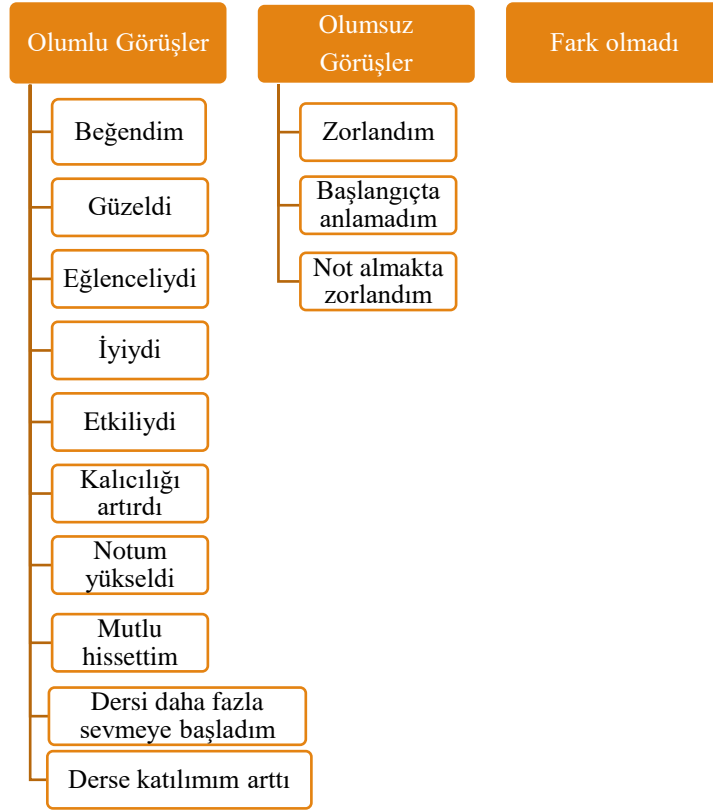 Olumlu Görüşler
Beğendim
Güzeldi
Eğlenceliydi
İyiydi
Etkiliydi
Kalıcılığı
artırdı
Notum
yükseldi
Mutlu
hissettim
Dersi daha fazla
sevmeye başladım
Derse katılımım arttı
Olumsuz
Görüşler
Zorlandım
Başlangıçta
anlamadım
Not almakta
zorlandım
Fark olmadı